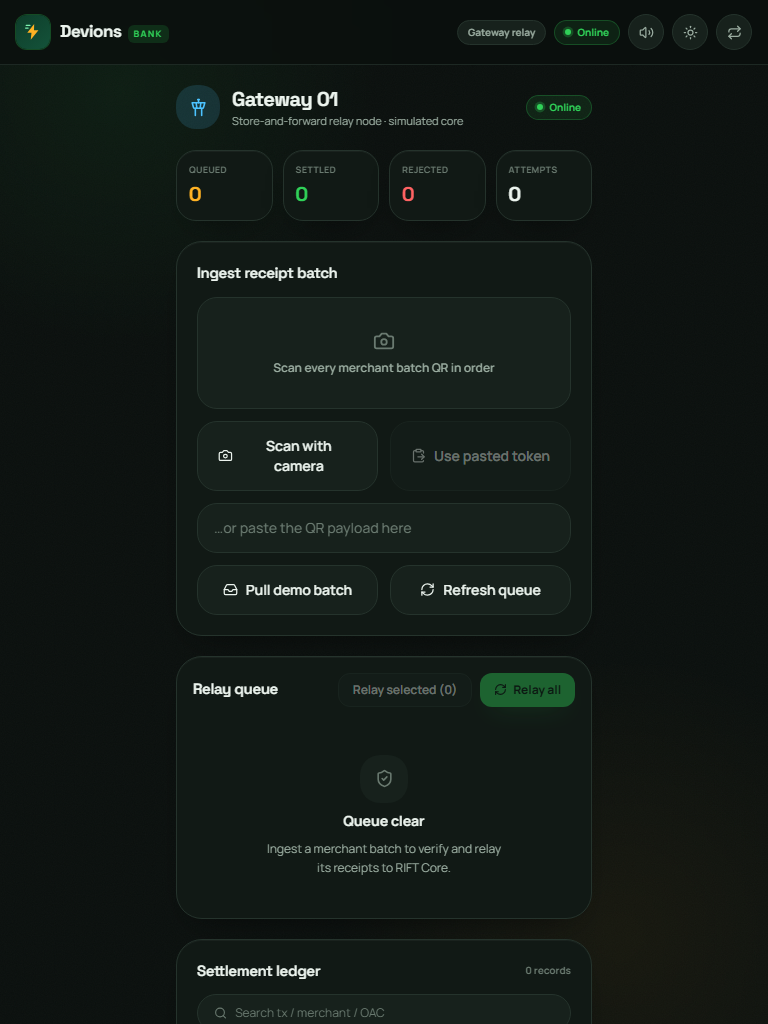 Devions BANK
Gateway relay
Online
Gateway 01
Store-and-forward relay node · simulated core
Online
QUEUED
0
SETTLED
0
REJECTED
0
ATTEMPTS
0
Ingest receipt batch
Scan every merchant batch QR in order
Scan with
camera
Use pasted token
...or paste the QR payload here
Pull demo batch
Refresh queue
Relay queue
Relay selected (0)
Relay all
Queue clear
Ingest a merchant batch to verify and relay
its receipts to RIFT Core.
Settlement ledger
0 records
Search tx / merchant / OAC